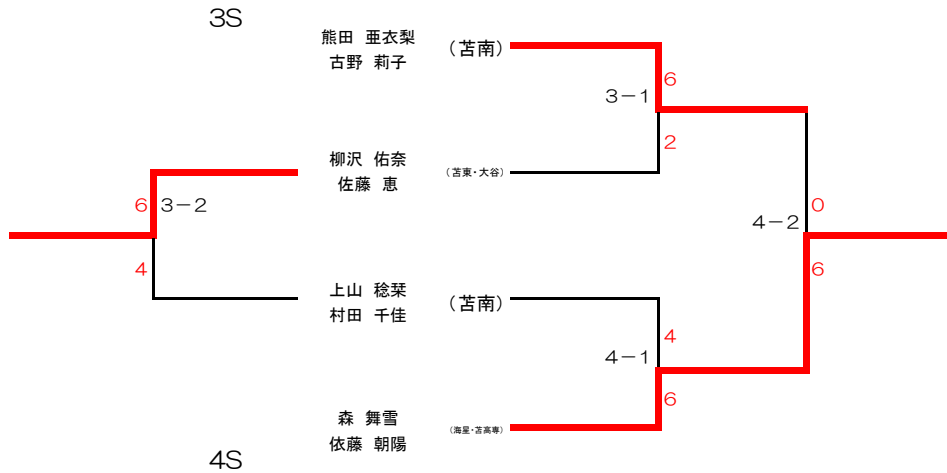 3S
熊田 亜衣梨
古野 莉子
(苫南)
6
3-1
2
柳沢 佑奈
佐藤 恵
(苫東・大谷)
6
3-2
4
0
4-2
6
上山 稔栞
村田 千佳
(苫南)
4
4-1
6
森 舞雪
依藤 朝陽
(海星・苫高専)
4S